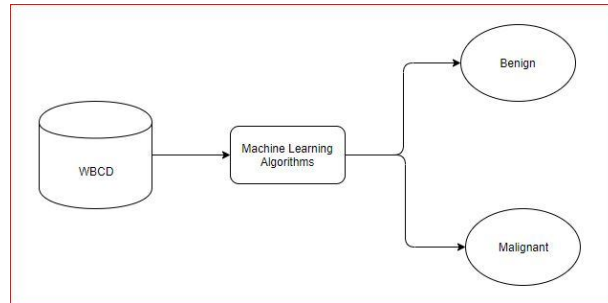 Benign
WBCD
Machine Learning
Algorithms
Malignant